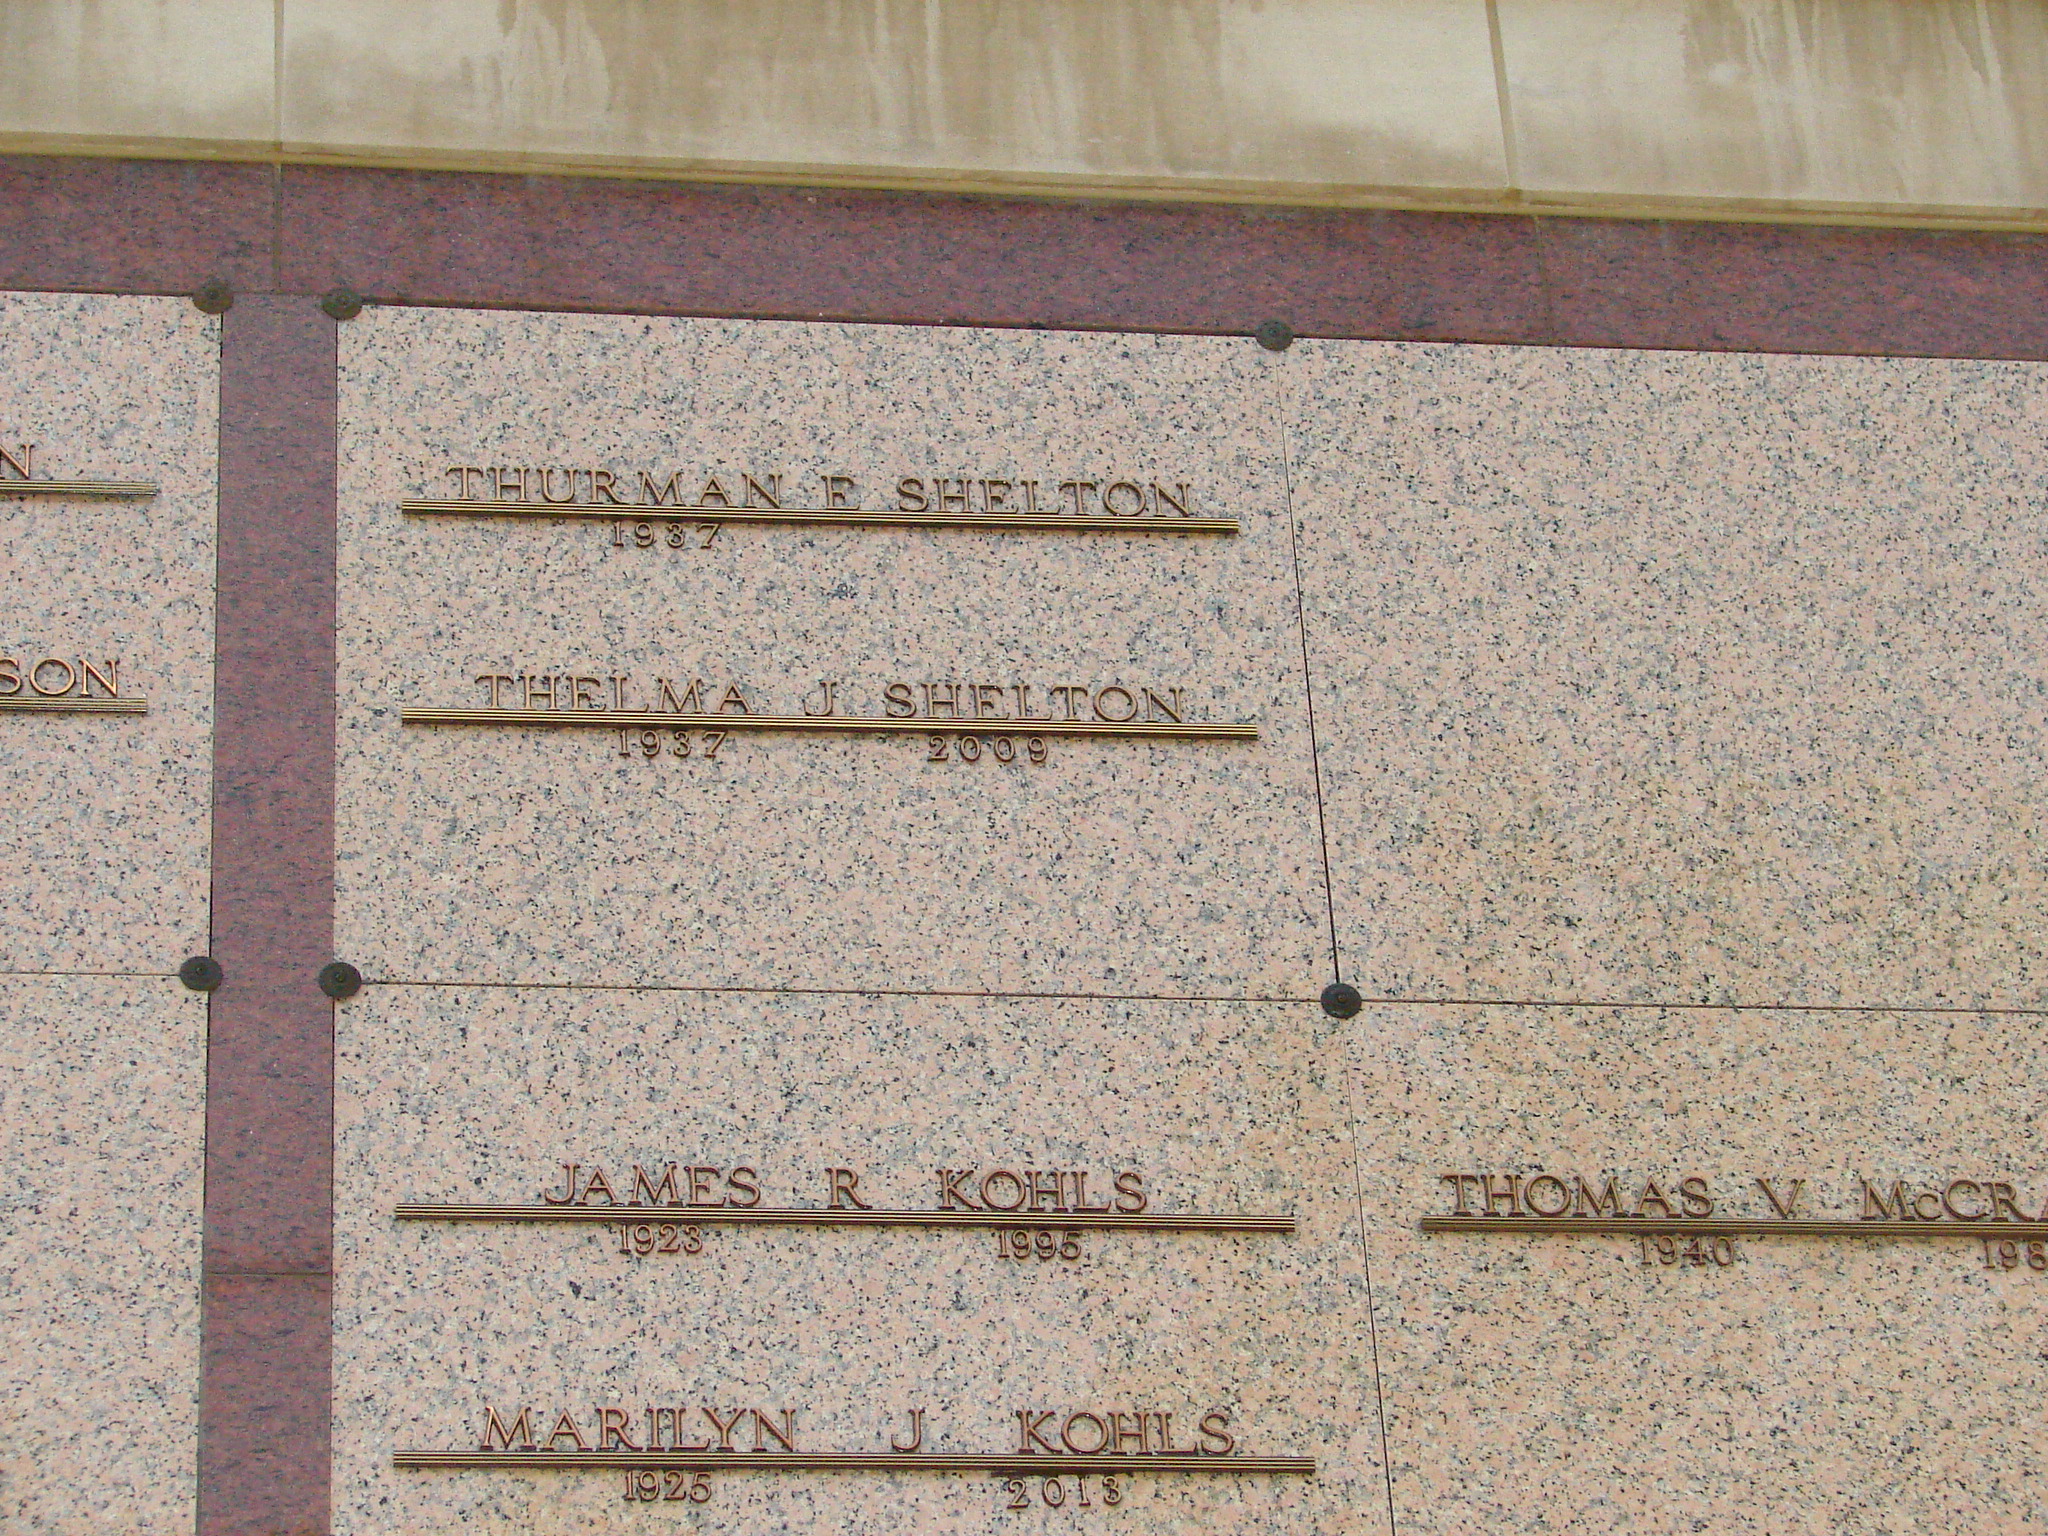 THURMAN E SHELTON
1937
THELMA J SHELTON
1937 2009
JAMES R KOHLS
1923 1995
MARILYN J KOHLS
1925 2013
THOMAS V
1940